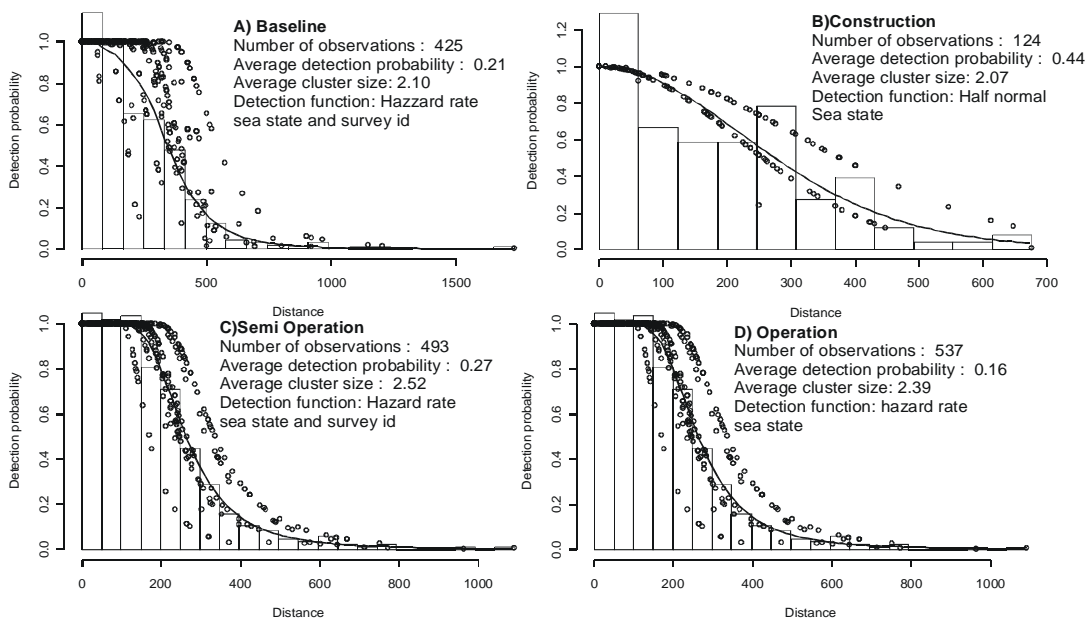 A) Baseline
Number of observations : 425
Average detection probability : 0.21
Average cluster size: 2.10
Detection function: Hazzard rate
sea state and survey id
Detection probability
0.0 0.2 0.4 0.6 0.8 1.0
0 500 1000 1500
Distance
B)Construction
Number of observations : 124
Average detection probability : 0.44
Average cluster size: 2.07
Detection function: Half normal
Sea state
Detection probability
0.0 0.2 0.4 0.6 0.8 1.0 1.2
0 100 200 300 400 500 600 700
Distance
C)Semi Operation
Number of observations : 493
Average detection probability : 0.27
Average cluster size : 2.52
Detection function: Hazard rate
sea state and survey id
Detection probability
0.0 0.2 0.4 0.6 0.8 1.0
0 200 400 600 800 1000
Distance
D) Operation
Number of observations : 537
Average detection probability : 0.16
Average cluster size: 2.39
Detection function: hazard rate
sea state
Detection probability
0.0 0.2 0.4 0.6 0.8 1.0
0 200 400 600 800 1000
Distance